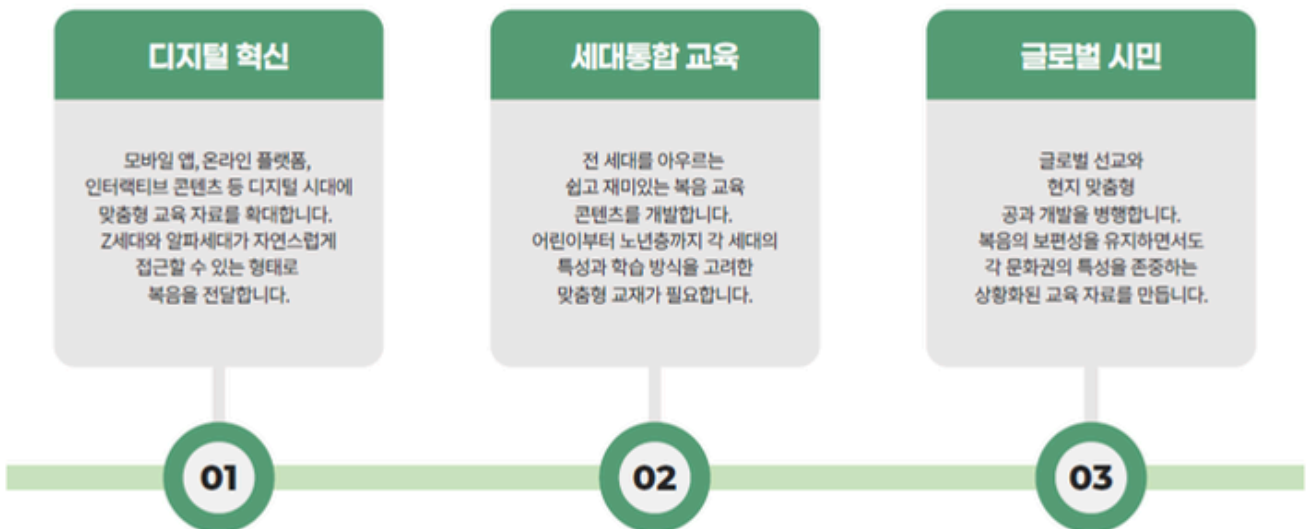 디지털 혁신
모바일 앱, 온라인 플랫폼,
인터랙티브 콘텐츠 등 디지털 시대에
맞춤형 교육 자료를 확대합니다.
Z세대와 알파세대가 자연스럽게
접근할 수 있는 형태로
복음을 전달합니다.
01
세대통합 교육
전 세대를 아우르는
쉽고 재미있는 복음 교육
콘텐츠를 개발합니다.
어린이부터 노년층까지 각 세대의
특성과 학습 방식을 고려한
맞춤형 교재가 필요합니다.
02
글로벌 시민
글로벌 선교와
현지 맞춤형
공과 개발을 병행합니다.
복음의 보편성을 유지하면서도
각 문화권의 특성을 존중하는
상황화된 교육 자료를 만듭니다.
03